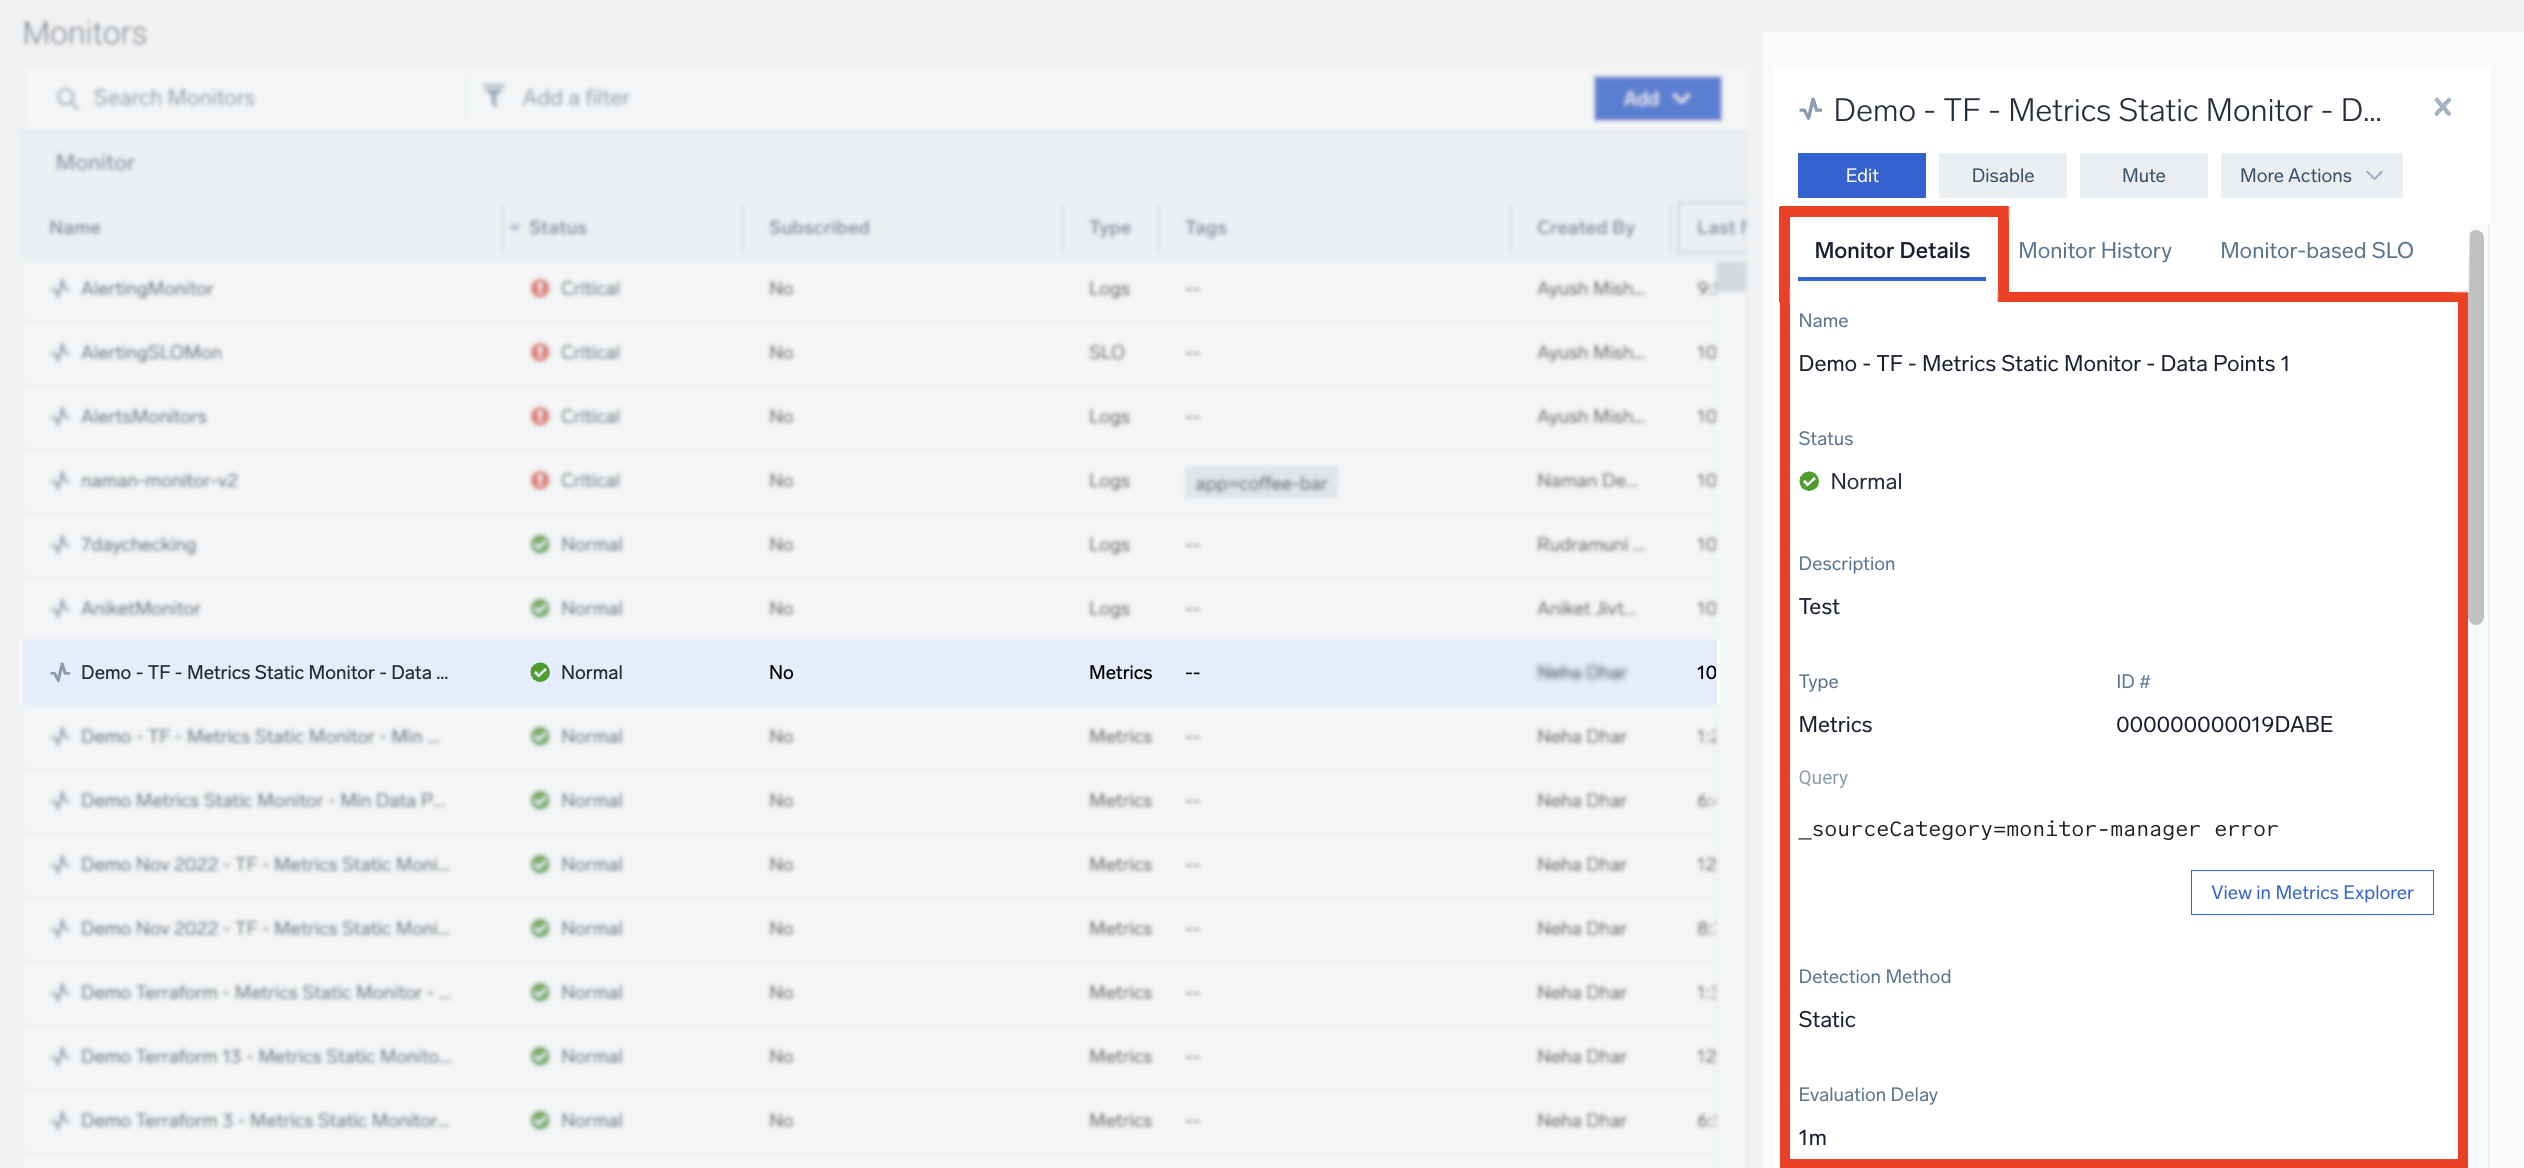 Monitors
Search Monitors Add a filter Add
Monitor
Name Status Subscribed Type Tags Created By Last
AlertingMonitor Critical No Logs -- Ayush Mish...
AlertingSLOMon Critical No SLO -- Ayush Mish... 10
AlertsMonitors Critical No Logs -- Ayush Mish... 10
naman-monitor-v2 Critical No Logs app=coffee-bar Naman De... 10
7daychecking Normal No Logs -- Rudramuni ... 10
AniketMonitor Normal No Logs -- Aniket Jivt... 10
Demo - TF - Metrics Static Monitor - Data ... Normal No Metrics -- Neha Dhar 10
Demo - TF - Metrics Static Monitor - Min ... Normal No Metrics -- Neha Dhar
Demo Metrics Static Monitor - Min Data P... Normal No Metrics -- Neha Dhar
Demo Nov 2022 - TF - Metrics Static Moni... Normal No Metrics -- Neha Dhar 12
Demo Nov 2022 - TF - Metrics Static Moni... Normal No Metrics -- Neha Dhar
Demo Terraform - Metrics Static Monitor - ... Normal No Metrics -- Neha Dhar
Demo Terraform 13 - Metrics Static Monito... Normal No Metrics -- Neha Dhar 12
Demo Terraform 3 - Metrics Static Monitor... Normal No Metrics -- Neha Dhar
Demo - TF - Metrics Static Monitor - D...
Edit Disable Mute More Actions
Monitor Details Monitor History Monitor-based SLO
Name
Demo - TF - Metrics Static Monitor - Data Points 1
Status
Normal
Description
Test
Type ID #
Metrics 000000000019DABE
Query
_sourceCategory=monitor-manager error
View in Metrics Explorer
Detection Method
Static
Evaluation Delay
1m